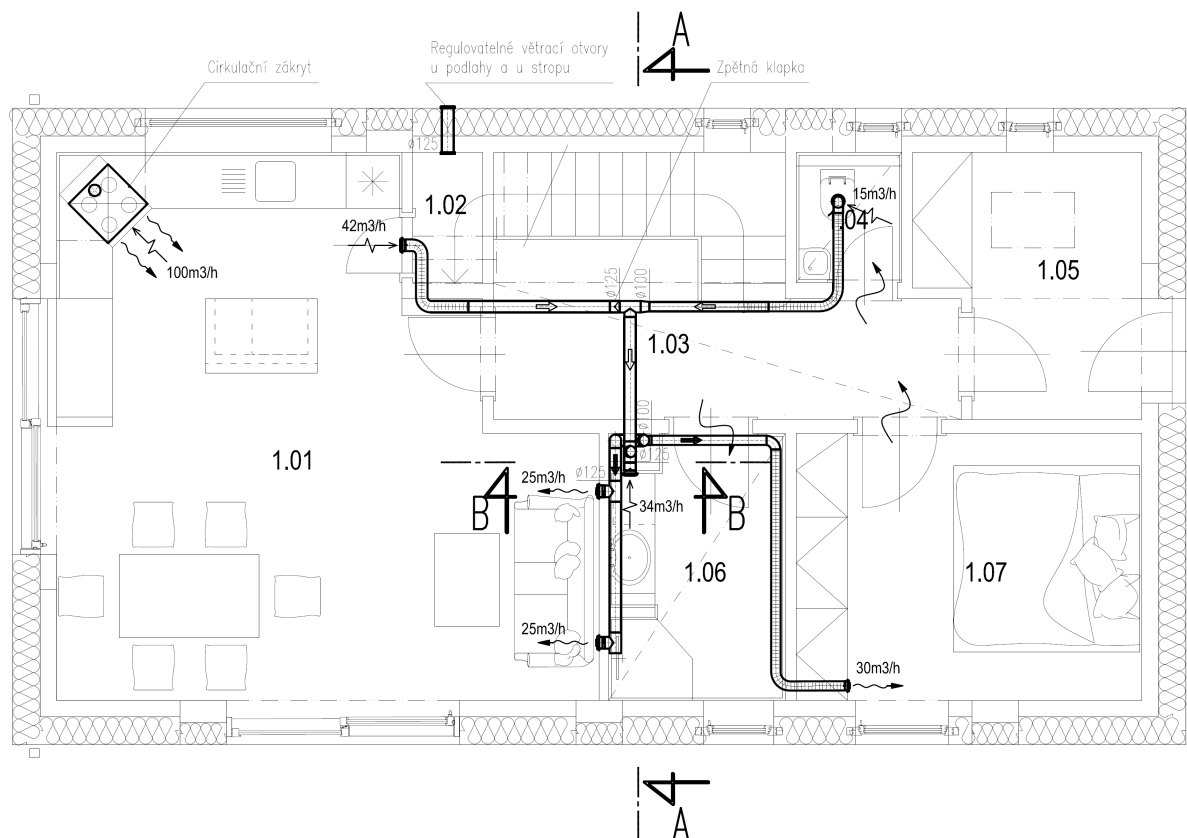 A
Regulovatelné větrací otvory
u podlahy a u stropu
Cirkulační zákryt
Zpětná klapka
ø125
1.02
15m3/h
1.04
42m3/h
100m3/h
1.05
ø125
ø100
1.03
ø100
ø125
1.01
ø125
25m3/h
B
34m3/h
B
1.06
1.07
25m3/h
30m3/h
A